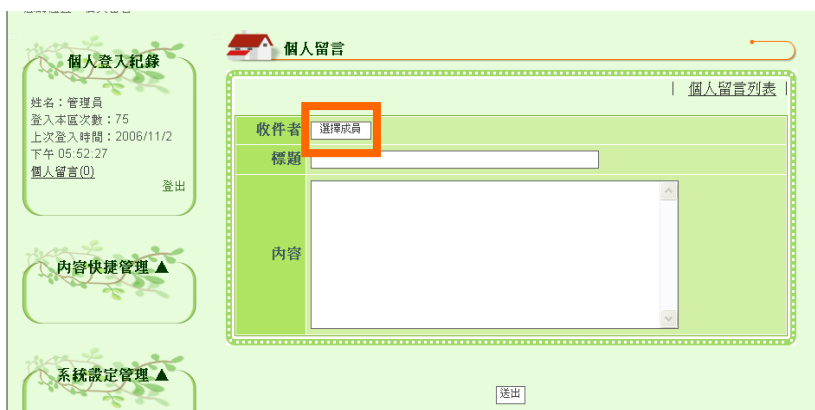 個人登入紀錄
姓名：管理員
登入本區次數：75
上次登入時間：2006/11/2
下午 05:52:27
個人留言(0)
登出
內容快捷管理 ▲
系統設定管理 ▲
個人留言
| 個人留言列表 |
收件者 選擇成員
標題
內容
送出